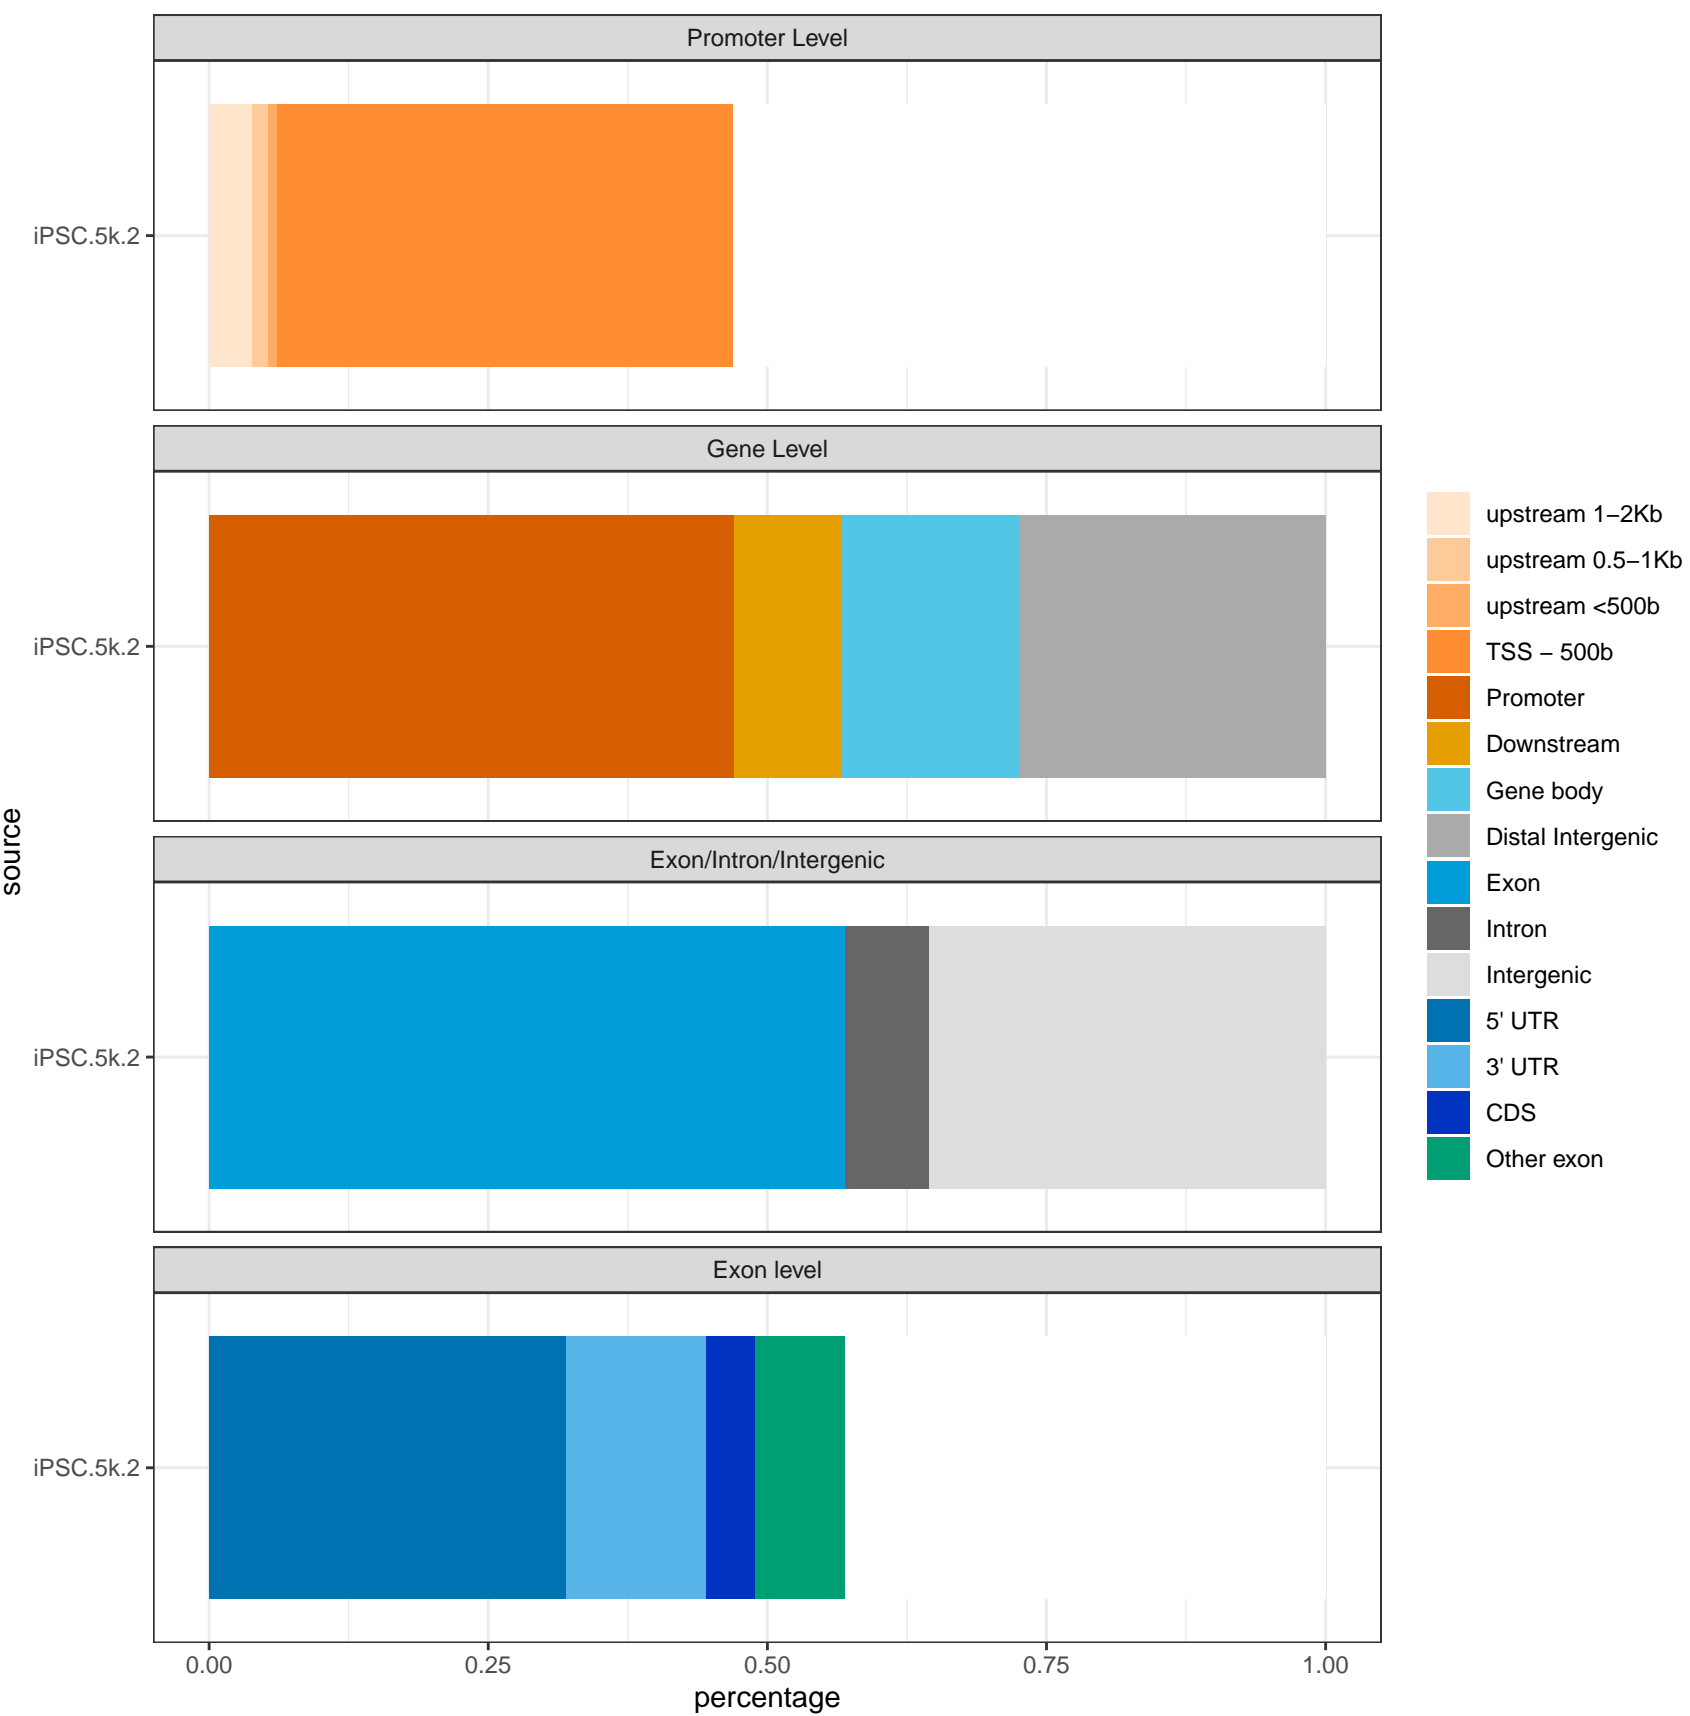 Promoter Level
iPSC.5k.2
Gene Level
iPSC.5k.2
Exon/Intron/Intergenic
iPSC.5k.2
Exon level
iPSC.5k.2
source
0.00
0.25
0.50
0.75
1.00
percentage
upstream 1−2Kb
upstream 0.5−1Kb
upstream <500b
TSS − 500b
Promoter
Downstream
Gene body
Distal Intergenic
Exon
Intron
Intergenic
5' UTR
3' UTR
CDS
Other exon